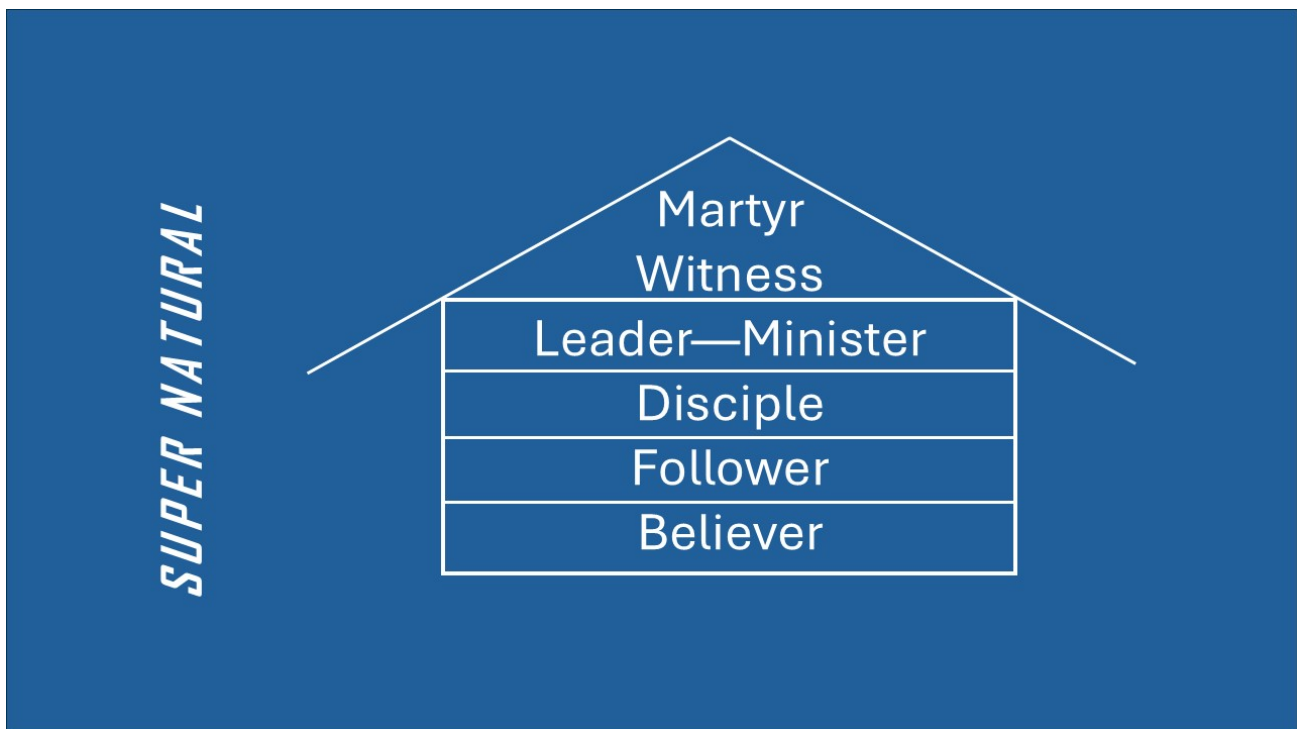 SUPER NATURAL
Martyr
Witness
Leader—Minister
Disciple
Follower
Believer